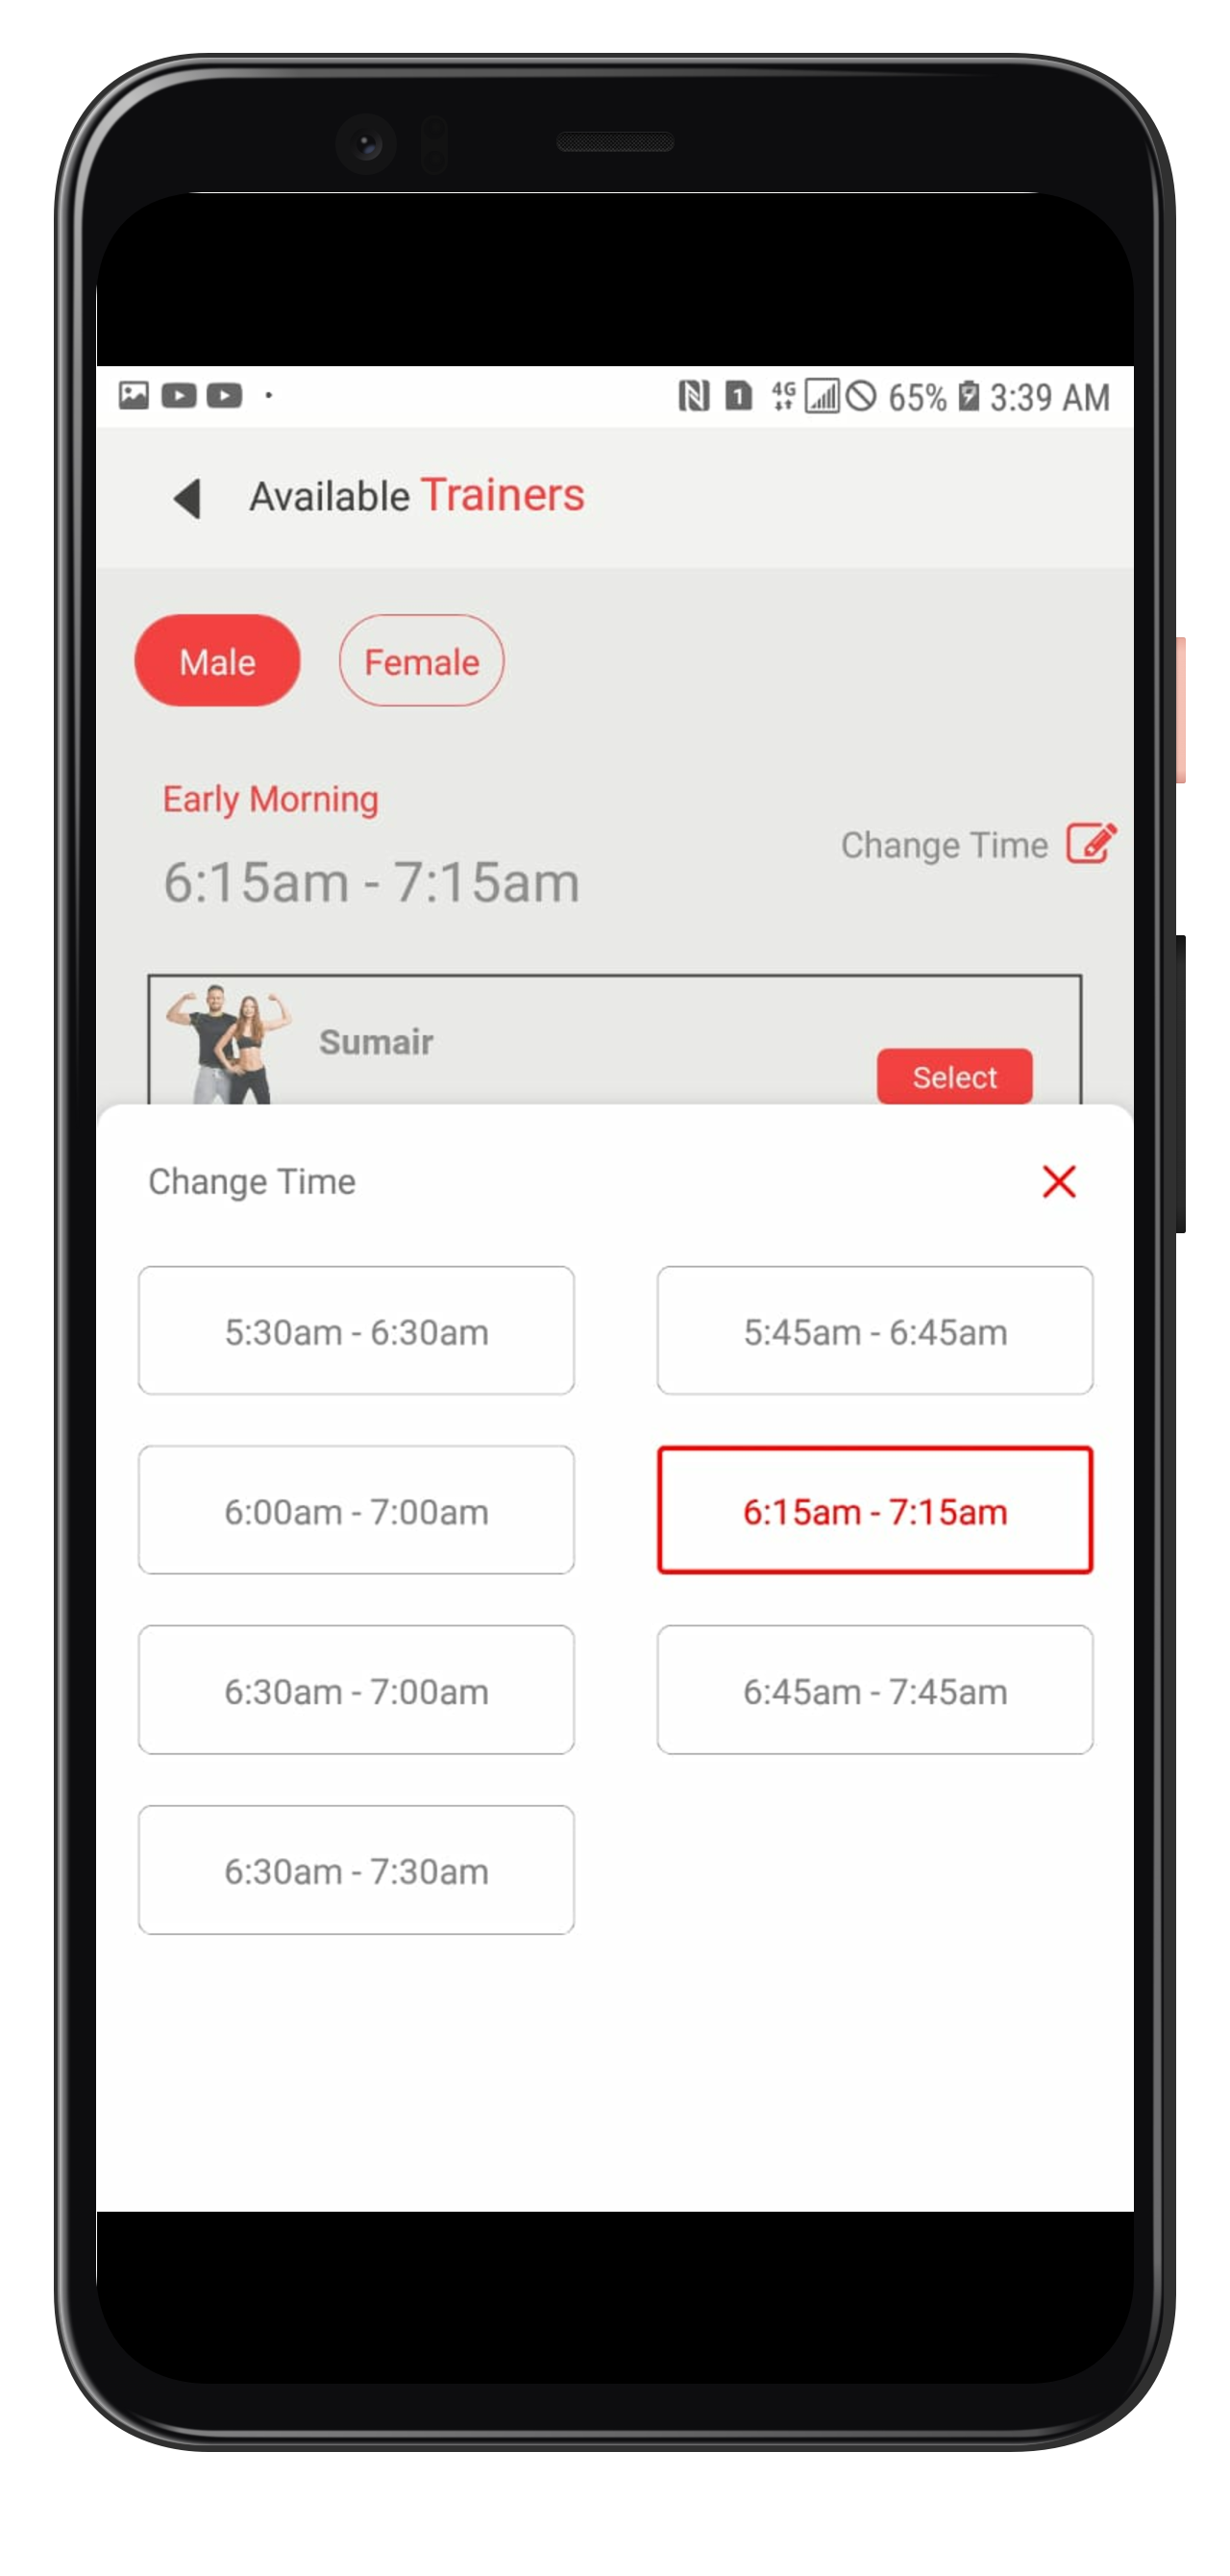 1 4G 65% 3:39 AM
Available Trainers
Male Female
Early Morning
Change Time
6:15am - 7:15am
Sumair
Select
Change Time
5:30am - 6:30am 5:45am - 6:45am
6:00am - 7:00am 6:15am - 7:15am
6:30am - 7:00am 6:45am - 7:45am
6:30am - 7:30am